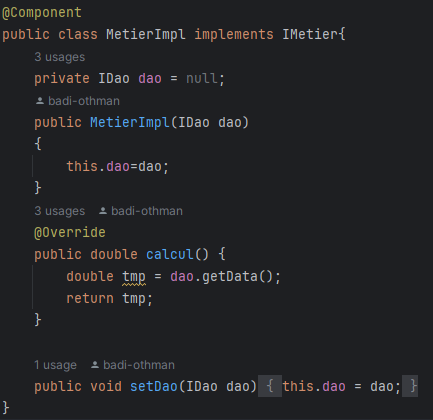 @Component
public class MetierImpl implements IMetier{
3 usages
private IDao dao = null;
badi-othman
public MetierImpl(IDao dao)
{
this.dao=dao;
}
3 usages badi-othman
@Override
public double calcul() {
double tmp = dao.getData();
return tmp;
}
1 usage badi-othman
public void setDao(IDao dao) { this.dao = dao; }
}